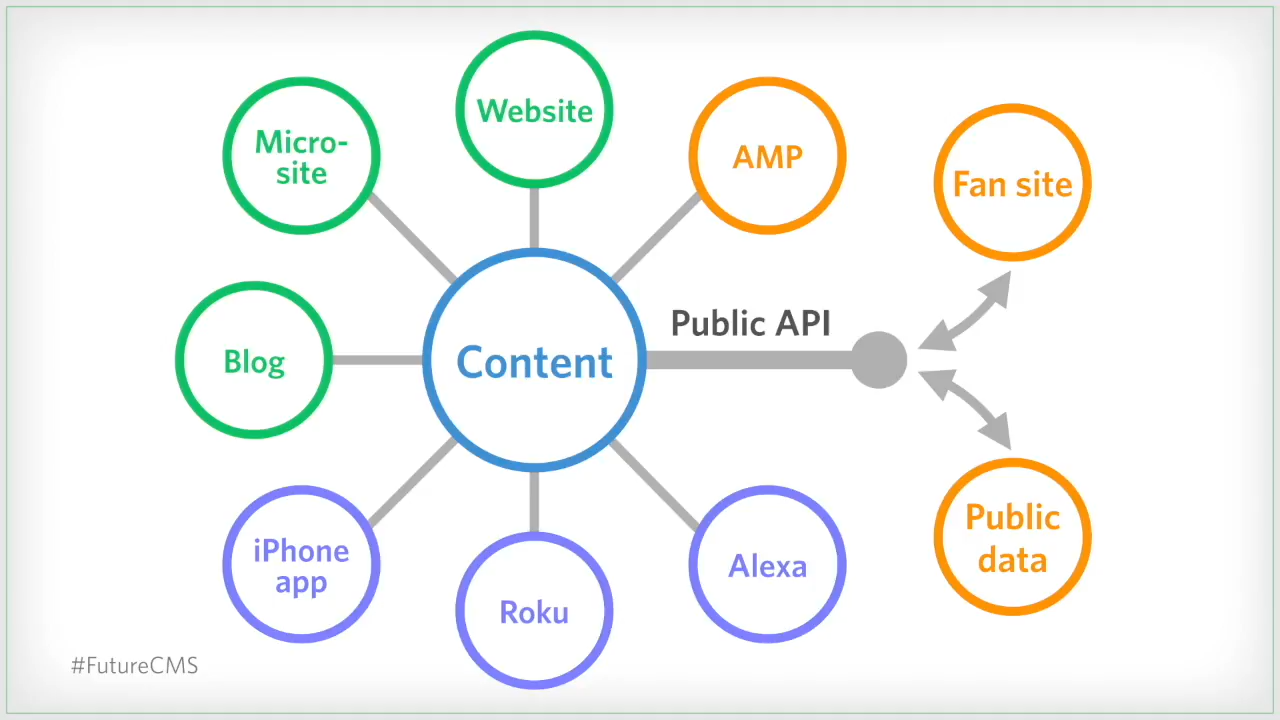 Website
Micro-
site
AMP
Fan site
Public API
Blog
Content
Public
data
iPhone
app
Roku
Alexa
#FutureCMS